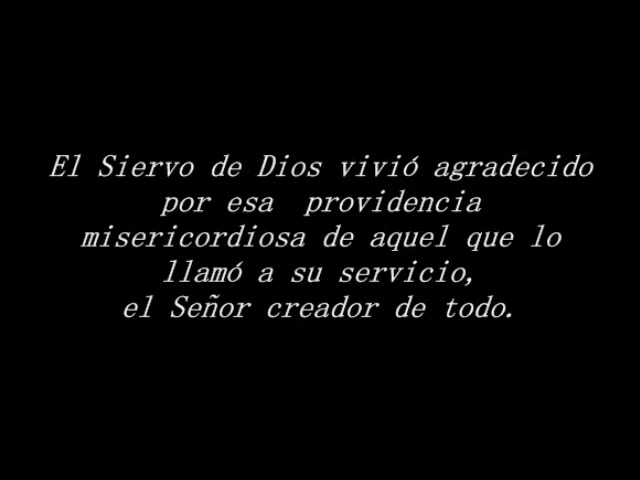 El Siervo de Dios vivió agradecido
por esa providencia
misericordiosa de aquel que lo
llamó a su servicio,
el Señor creador de todo.